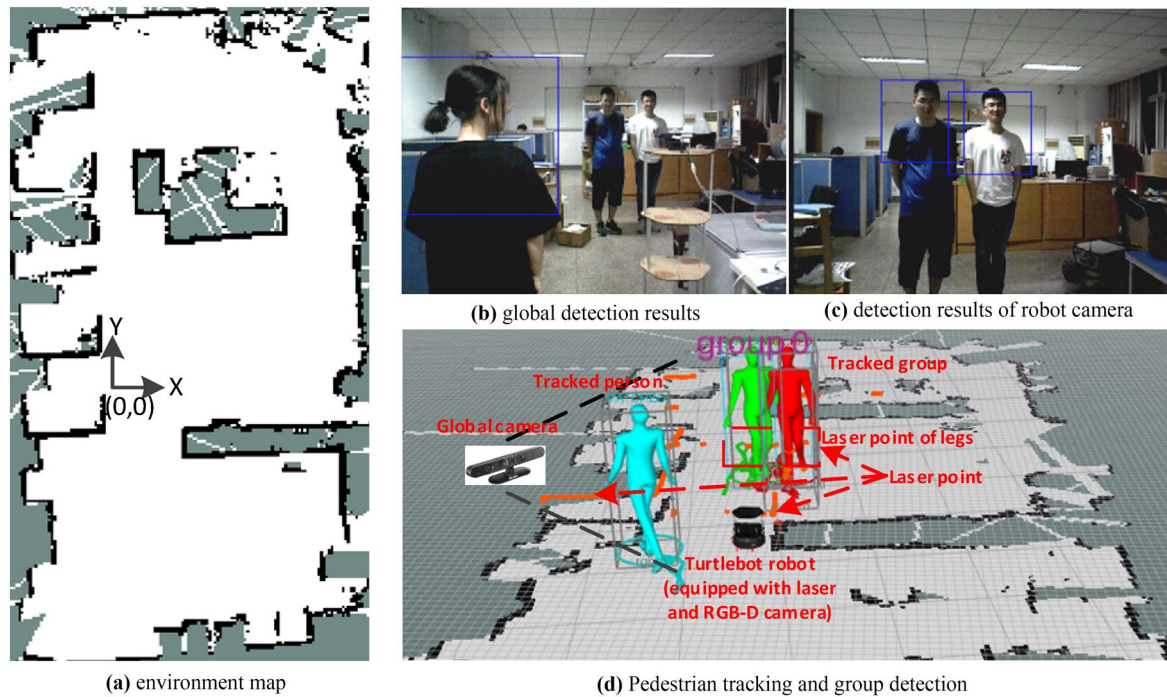 Y
X
(0,0)
(a) environment map
(b) global detection results
(c) detection results of robot camera
group 0
Tracked person
Tracked group
Global camera
Laser point of legs
Laser point
Turtlebot robot
(equipped with laser
and RGB-D camera)
(d) Pedestrian tracking and group detection